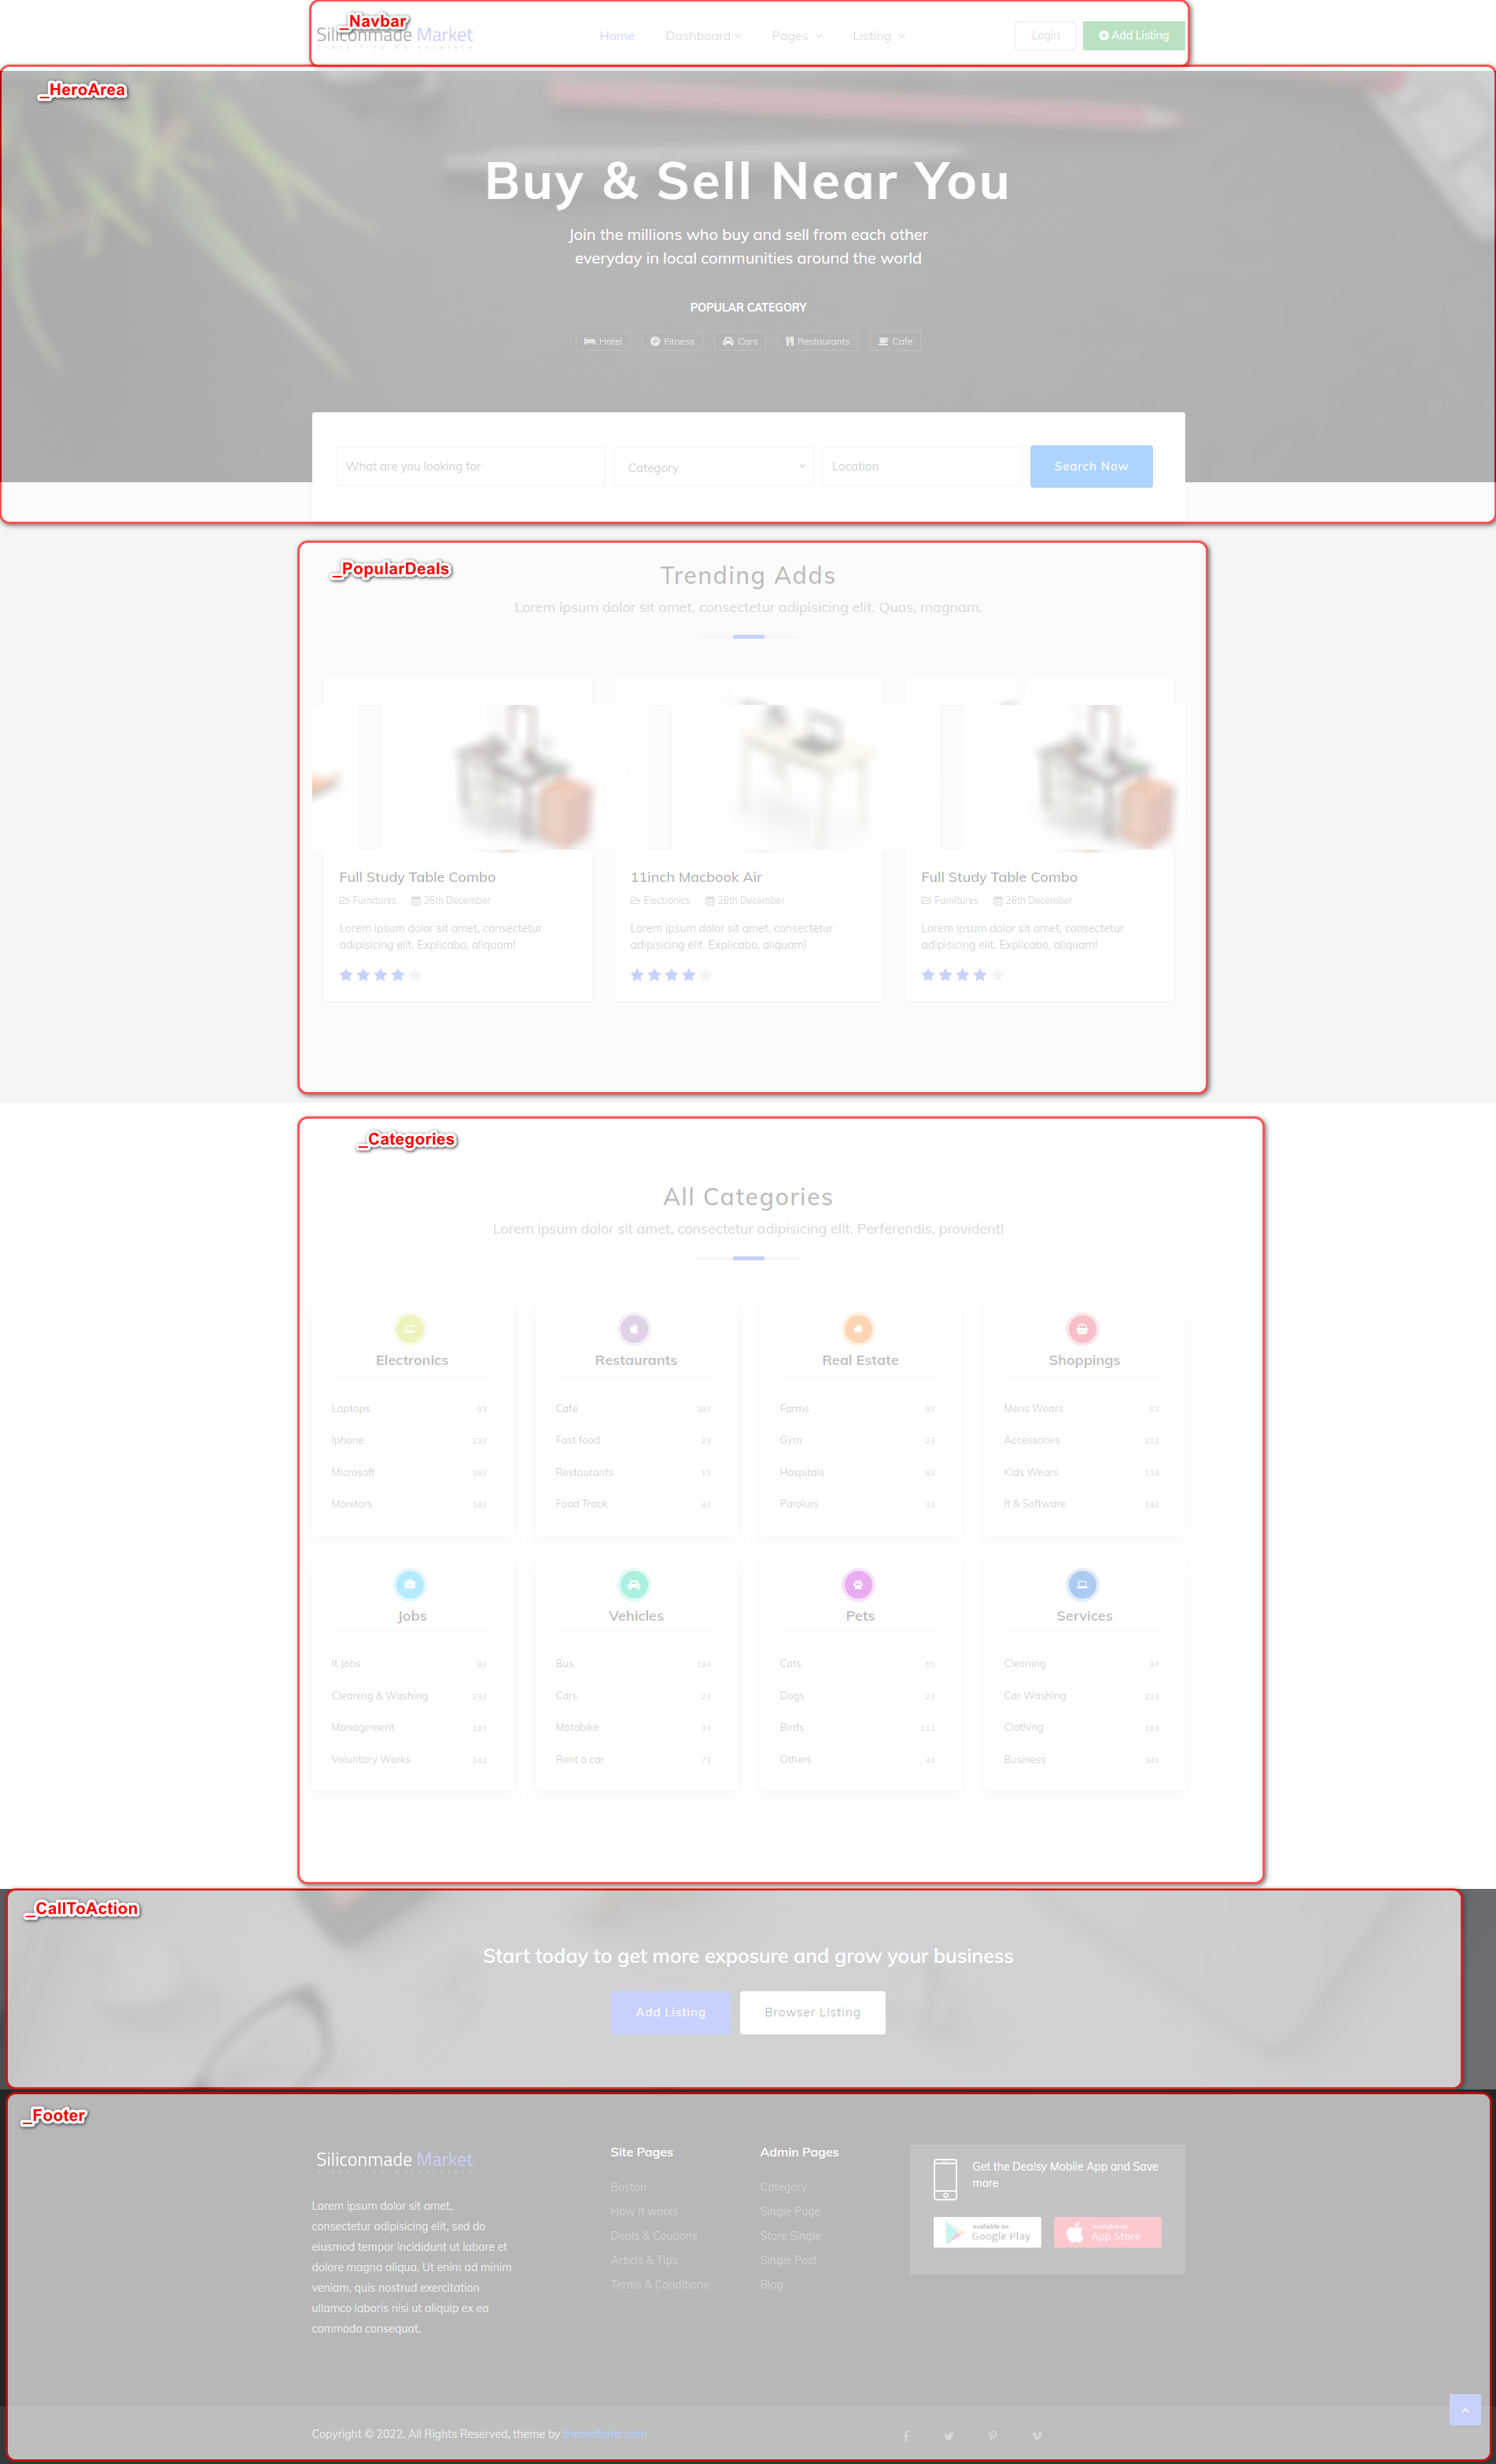 _Navbar
Siliconmade Market
Classified Marketplace
Home Dashboard Pages Listing
Login
Add Listing
_HeroArea
Buy & Sell Near You
Join the millions who buy and sell from each other
everyday in local communities around the world
POPULAR CATEGORY
Hotel Fitness Cars Restaurants Cafe
What are you looking for Category Location Search Now
_PopularDeals
Trending Adds
Lorem ipsum dolor sit amet, consectetur adipisicing elit. Quas, magnam.
Full Study Table Combo
Furnitures 26th December
Lorem ipsum dolor sit amet, consectetur
adipisicing elit. Explicabo, aliquam!
11inch Macbook Air
Electronics 26th December
Lorem ipsum dolor sit amet, consectetur
adipisicing elit. Explicabo, aliquam!
Full Study Table Combo
Furnitures 26th December
Lorem ipsum dolor sit amet, consectetur
adipisicing elit. Explicabo, aliquam!
_Categories
All Categories
Lorem ipsum dolor sit amet, consectetur adipisicing elit. Perferendis, provident!
Electronics
Laptops 93
Iphone 233
Microsoft 183
Monitors 343
Restaurants
Cafe 393
Fast food 23
Restaurants 13
Food Track 43
Real Estate
Farms 93
Gym 23
Hospitals 83
Parolurs 33
Shoppings
Mens Wears 53
Accessories 212
Kids Wears 133
It & Software 143
Jobs
It Jobs 93
Cleaning & Washing 233
Management 183
Voluntary Works 343
Vehicles
Bus 193
Cars 23
Motobike 33
Rent a car 73
Pets
Cats 65
Dogs 23
Birds 113
Others 43
Services
Cleaning 93
Car Washing 233
Clothing 183
Business 343
_CallToAction
Start today to get more exposure and grow your business
Add Listing Browser Listing
_Footer
Siliconmade Market
Classified Marketplace
Lorem ipsum dolor sit amet,
consectetur adipisicing elit, sed do
eiusmod tempor incididunt ut labore et
dolore magna aliqua. Ut enim ad minim
veniam, quis nostrud exercitation
ullamco laboris nisi ut aliquip ex ea
commodo consequat.
Site Pages
Boston
How It works
Deals & Coupons
Articls & Tips
Terms & Conditions
Admin Pages
Category
Single Page
Store Single
Single Post
Blog
Get the Dealsy Mobile App and Save
more
available on
Google Play
available on
App Store
Copyright © 2022. All Rights Reserved, theme by themefisher.com